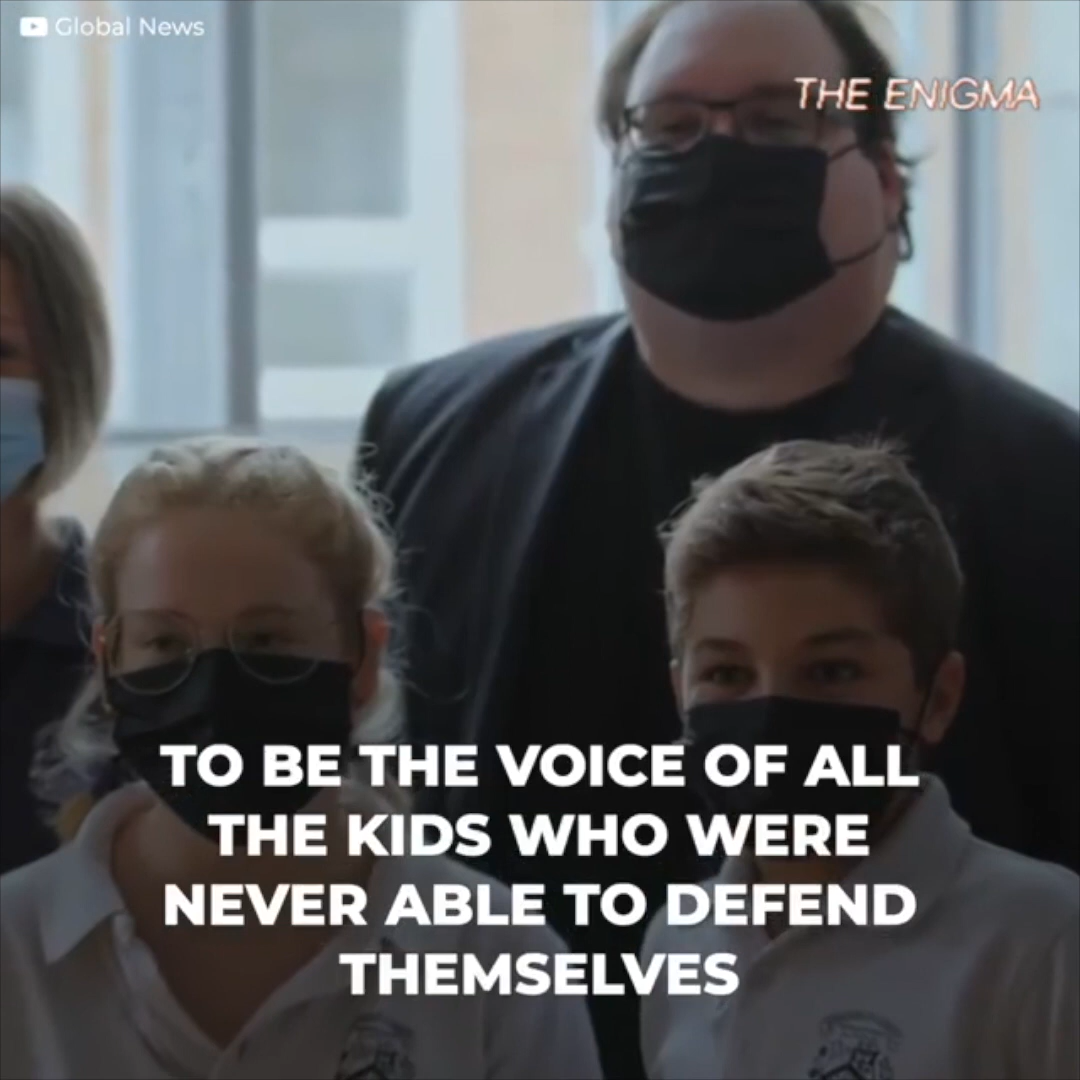 Global News
THE ENIGMA
TO BE THE VOICE OF ALL
THE KIDS WHO WERE
NEVER ABLE TO DEFEND
THEMSELVES